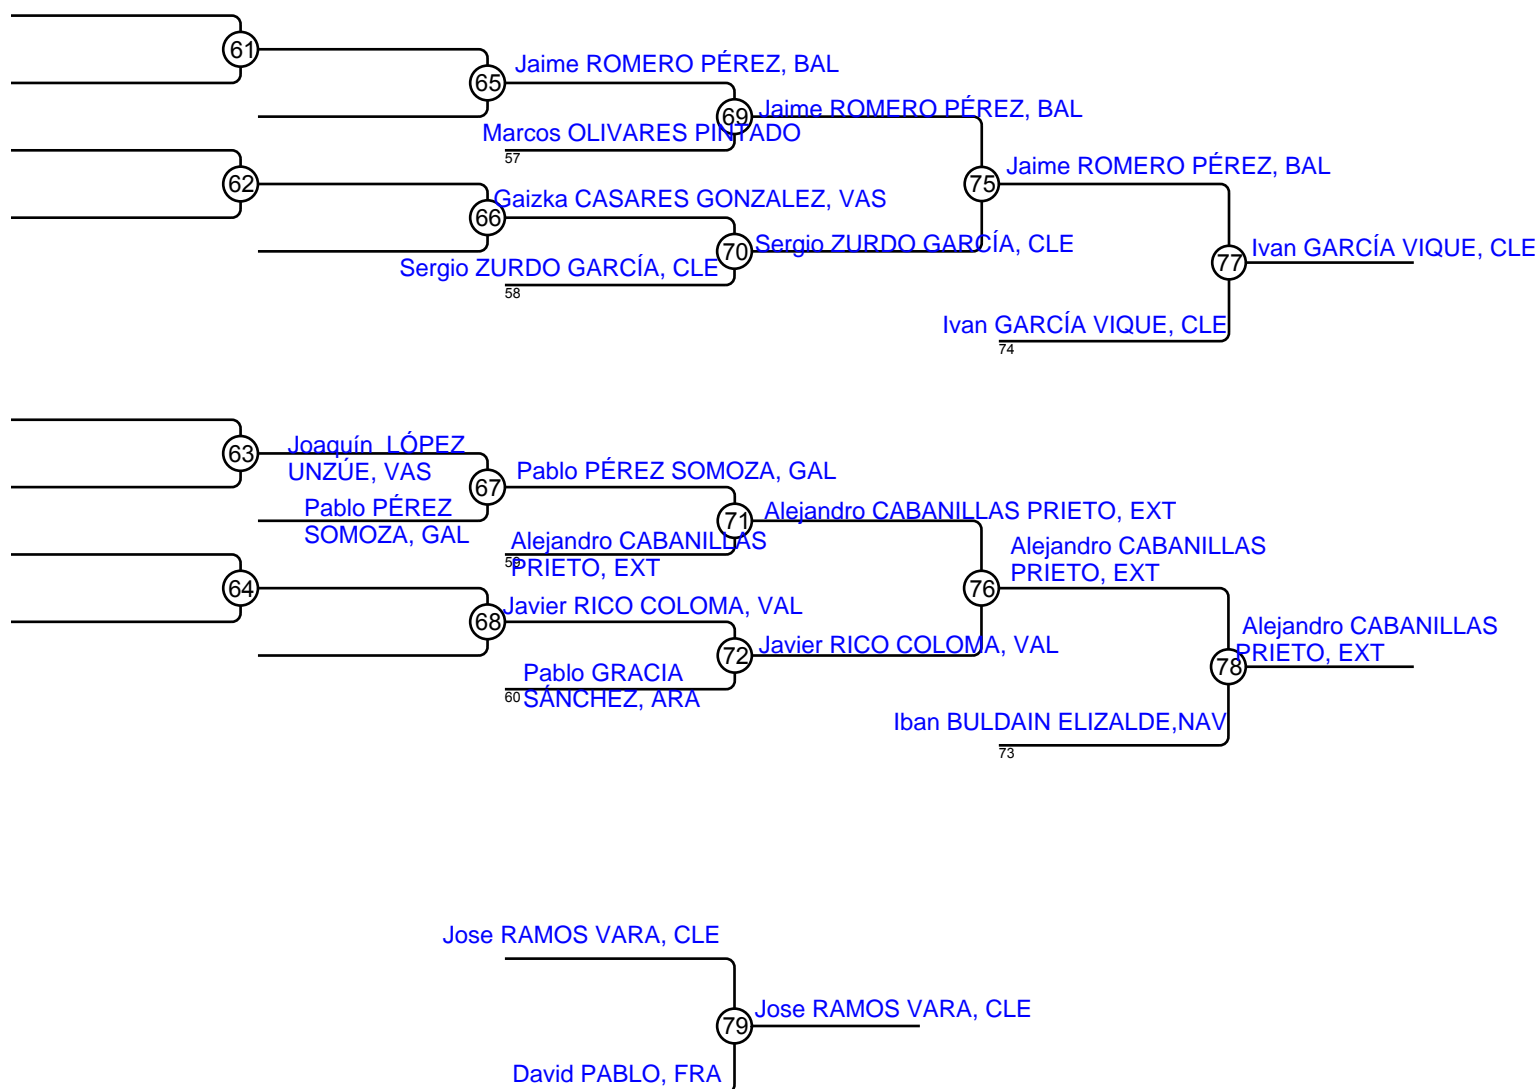 61
Jaime ROMERO PÉREZ, BAL
65
Jaime ROMERO PÉREZ, BAL
69
Marcos OLIVARES PINTADO
57
Jaime ROMERO PÉREZ, BAL
62
75
Gaizka CASARES GONZALEZ, VAS
66
Sergio ZURDO GARCÍA, CLE
70
Ivan GARCÍA VIQUE, CLE
77
Sergio ZURDO GARCÍA, CLE
58
Ivan GARCÍA VIQUE, CLE
74
Joaquín LÓPEZ
63
UNZÚE, VAS
Pablo PÉREZ SOMOZA, GAL
67
Pablo PÉREZ
SOMOZA, GAL
Alejandro CABANILLAS PRIETO, EXT
71
Alejandro CABANILLAS
PRIETO, EXT
59
Alejandro CABANILLAS
PRIETO, EXT
64
76
Javier RICO COLOMA, VAL
68
Javier RICO COLOMA, VAL
72
Alejandro CABANILLAS
PRIETO, EXT
78
Pablo GRACIA
SÁNCHEZ, ARA
60
Iban BULDAIN ELIZALDE,NAV
73
Jose RAMOS VARA, CLE
Jose RAMOS VARA, CLE
79
David PABLO, FRA